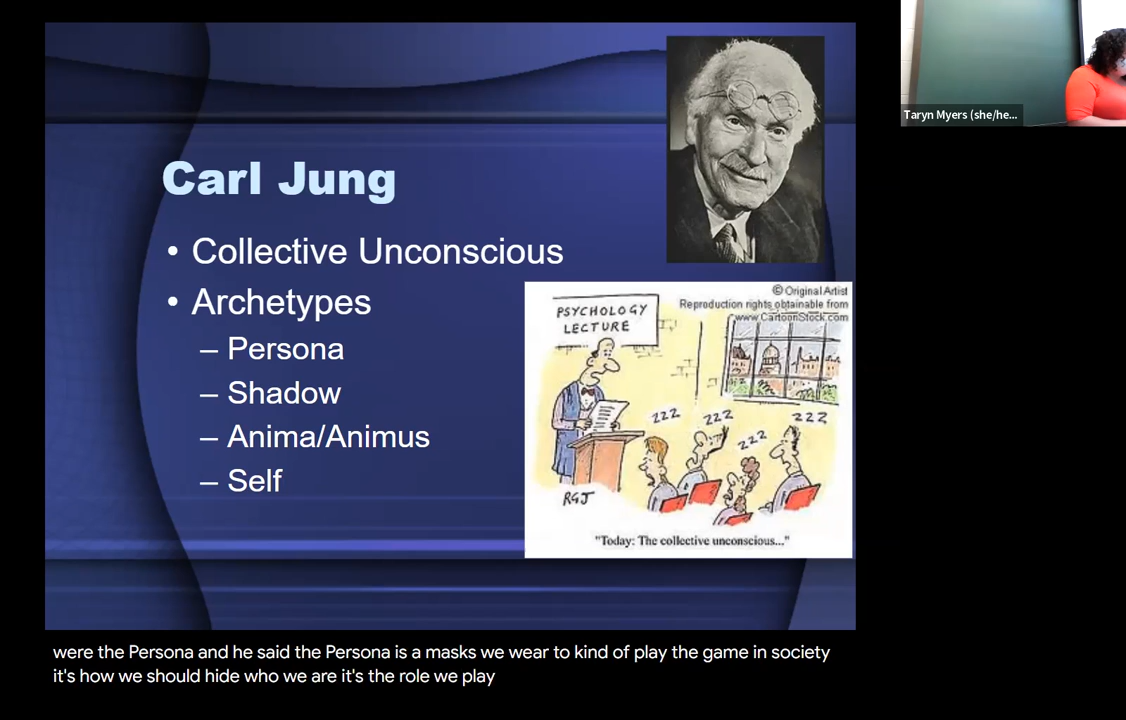 Taryn Myers (she/he...
Carl Jung
• Collective Unconscious
• Archetypes
– Persona
– Shadow
– Anima/Animus
– Self
© Original Artist
Reproduction rights obtainable from
www.CartoonStock.com
PSYCHOLOGY
LECTURE
zzz
zzz
zzz
zzz
RGJ
"Today: The collective unconscious..."
were the Persona and he said the Persona is a masks we wear to kind of play the game in society
it's how we should hide who we are it's the role we play